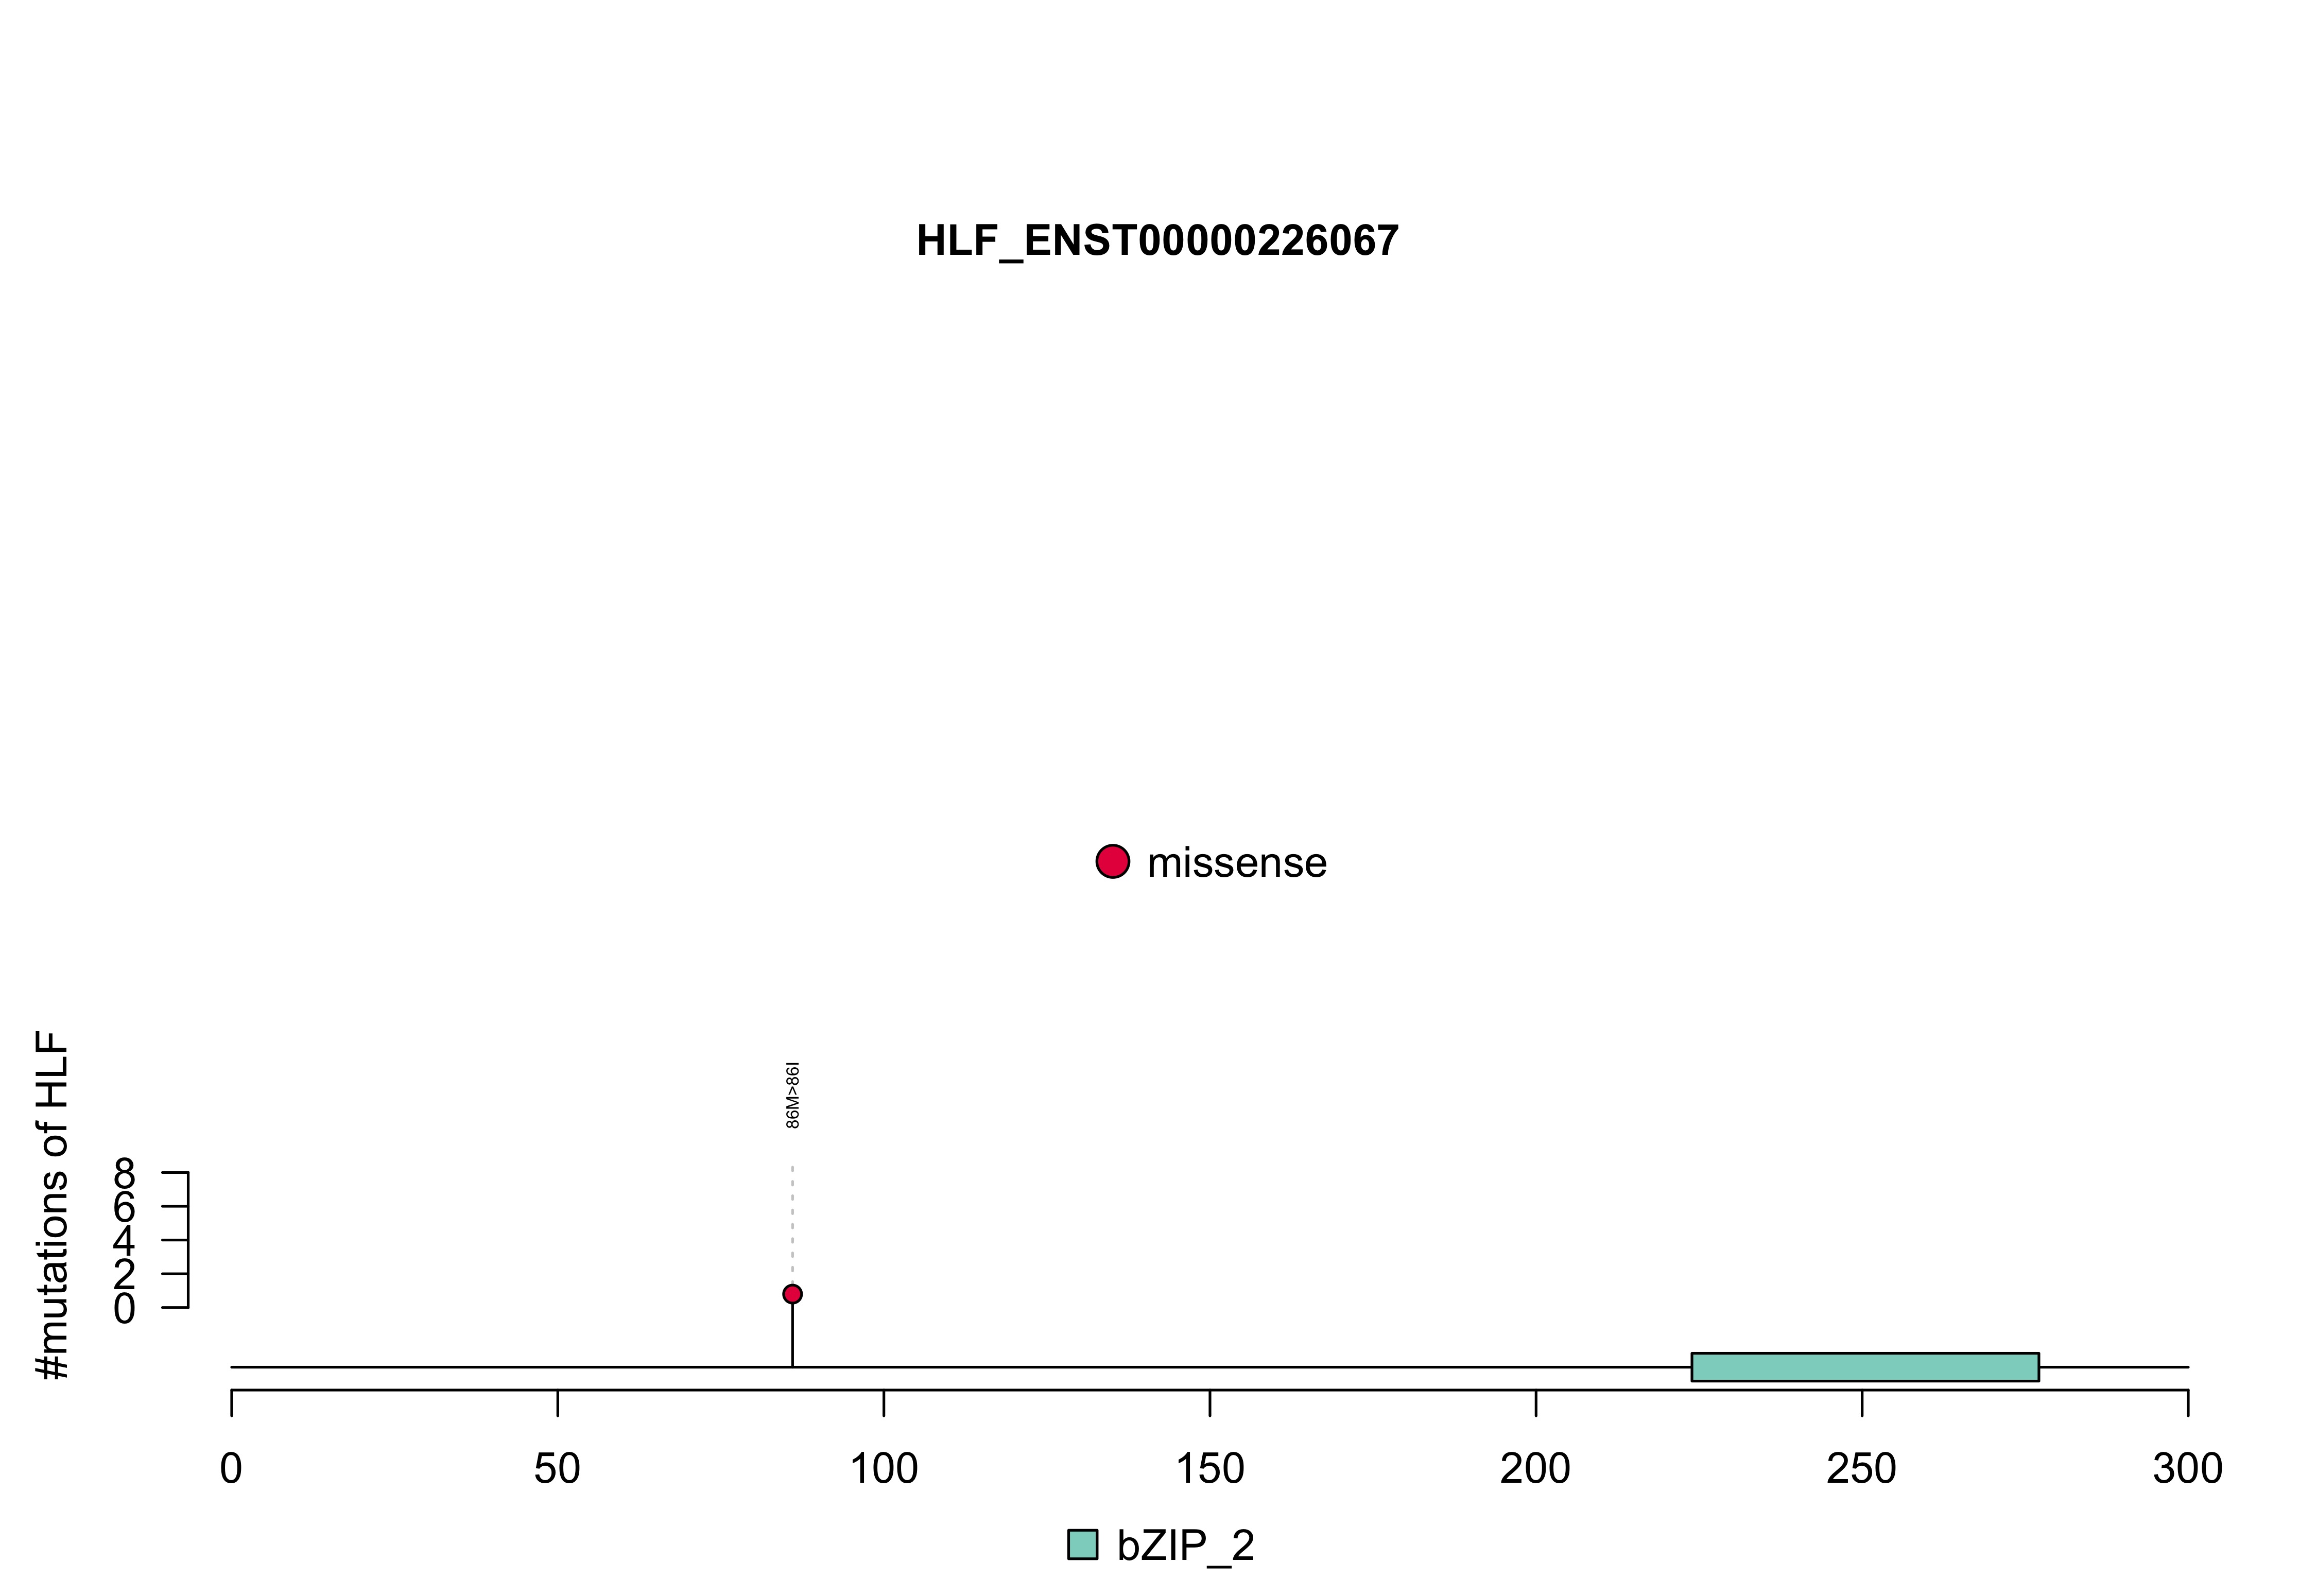 HLF_ENST00000226067
missense
#mutations of HLF
86M>86I
8
6
4
2
0
0 50 100 150 200 250 300
bZIP_2